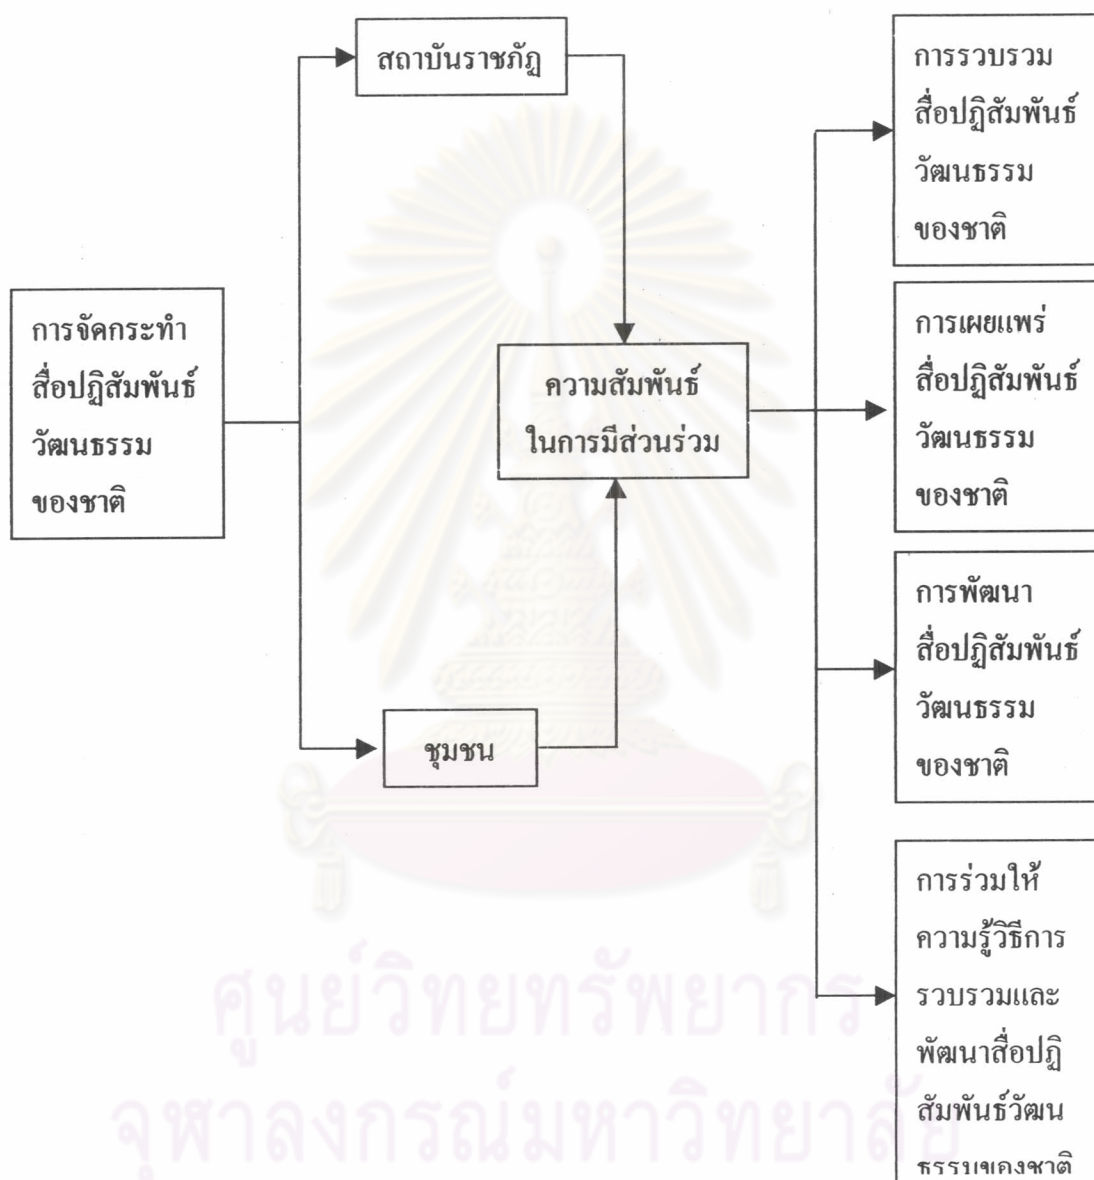 สถาบันราชภัฏ
การรวบรวม
สื่อปฏิสัมพันธ์
วัฒนธรรม
ของชาติ
การจัดกระทำ
สื่อปฏิสัมพันธ์
วัฒนธรรม
ของชาติ
ความสัมพันธ์
ในการมีส่วนร่วม
การเผยแพร่
สื่อปฏิสัมพันธ์
วัฒนธรรม
ของชาติ
การพัฒนา
สื่อปฏิสัมพันธ์
วัฒนธรรม
ของชาติ
ชุมชน
การร่วมให้
ความรู้วิธีการ
รวบรวมและ
พัฒนาสื่อปฏิ
สัมพันธ์วัฒน
ธรรมของชาติ
ศูนย์วิทยทรัพยากร
จุฬาลงกรณ์มหาวิทยาลัย